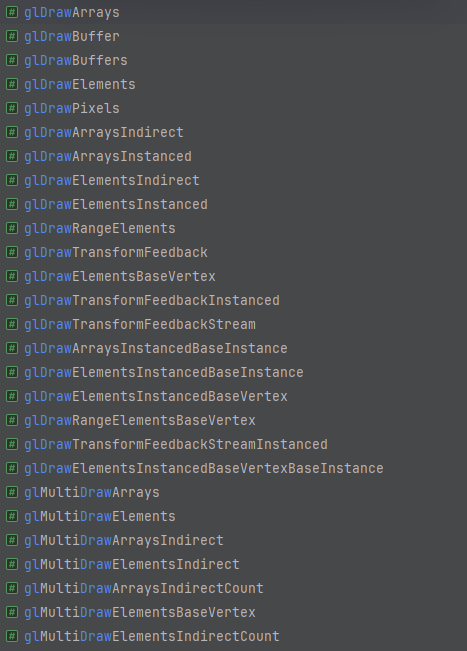 # glDrawArrays
# glDrawBuffer
# glDrawBuffers
# glDrawElements
# glDrawPixels
# glDrawArraysIndirect
# glDrawArraysInstanced
# glDrawElementsIndirect
# glDrawElementsInstanced
# glDrawRangeElements
# glDrawTransformFeedback
# glDrawElementsBaseVertex
# glDrawTransformFeedbackInstanced
# glDrawTransformFeedbackStream
# glDrawArraysInstancedBaseInstance
# glDrawElementsInstancedBaseInstance
# glDrawElementsInstancedBaseVertex
# glDrawRangeElementsBaseVertex
# glDrawTransformFeedbackStreamInstanced
# glDrawElementsInstancedBaseVertexBaseInstance
# glMultiDrawArrays
# glMultiDrawElements
# glMultiDrawArraysIndirect
# glMultiDrawElementsIndirect
# glMultiDrawArraysIndirectCount
# glMultiDrawElementsBaseVertex
# glMultiDrawElementsIndirectCount